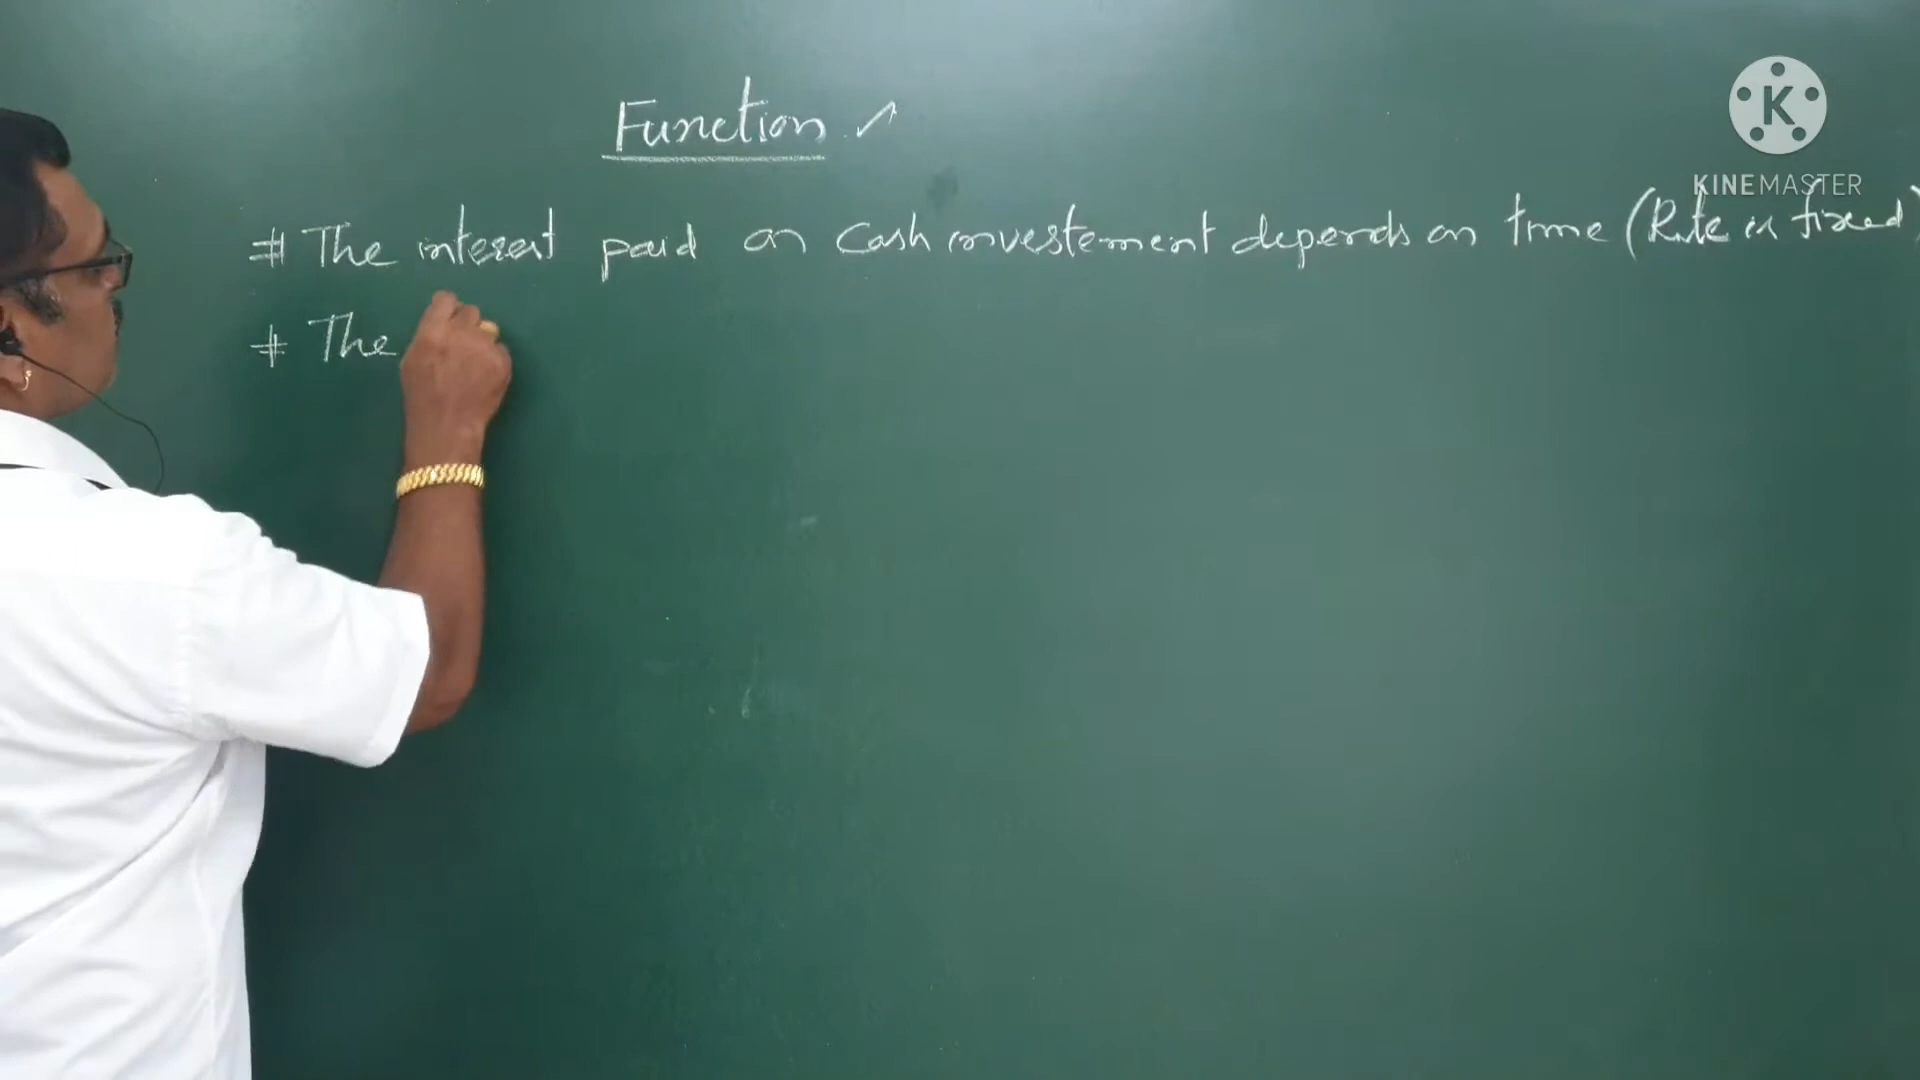 Function
KINEMASTER
# The interest paid on Cash investement depends on time (Rate is fixed)
# The